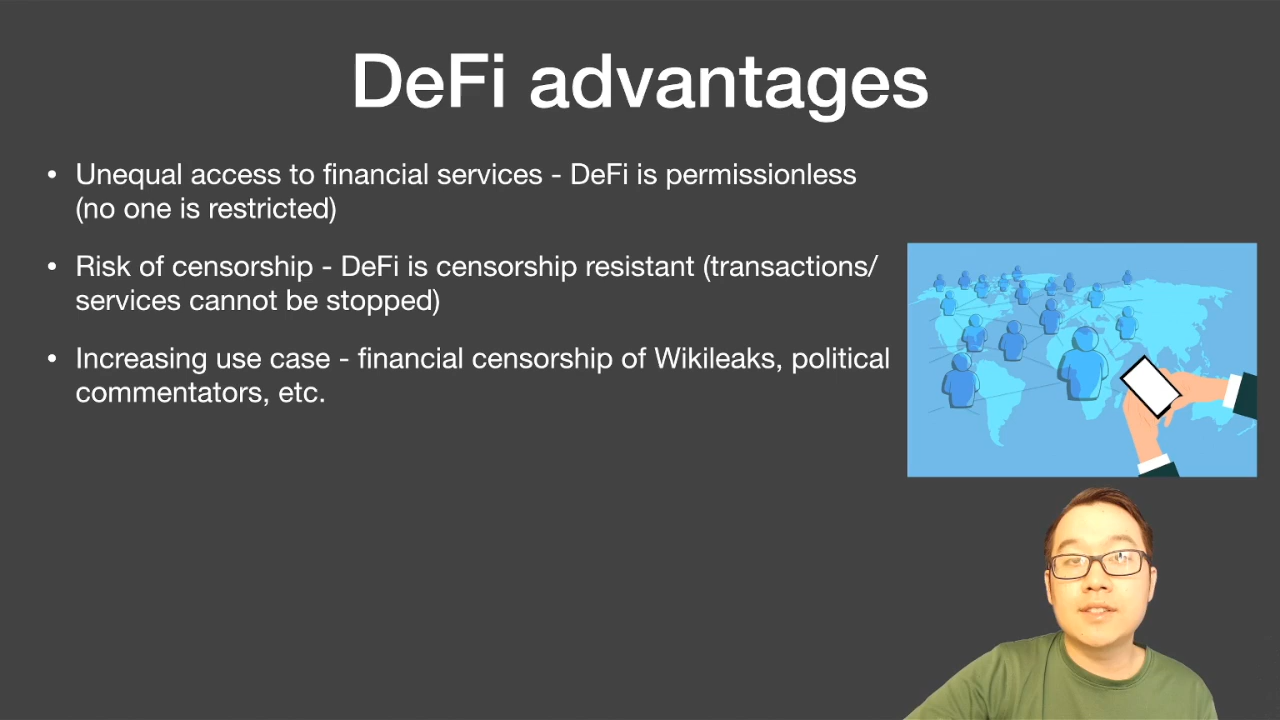 DeFi advantages
• Unequal access to financial services - DeFi is permissionless
(no one is restricted)
• Risk of censorship - DeFi is censorship resistant (transactions/
services cannot be stopped)
• Increasing use case - financial censorship of Wikileaks, political
commentators, etc.